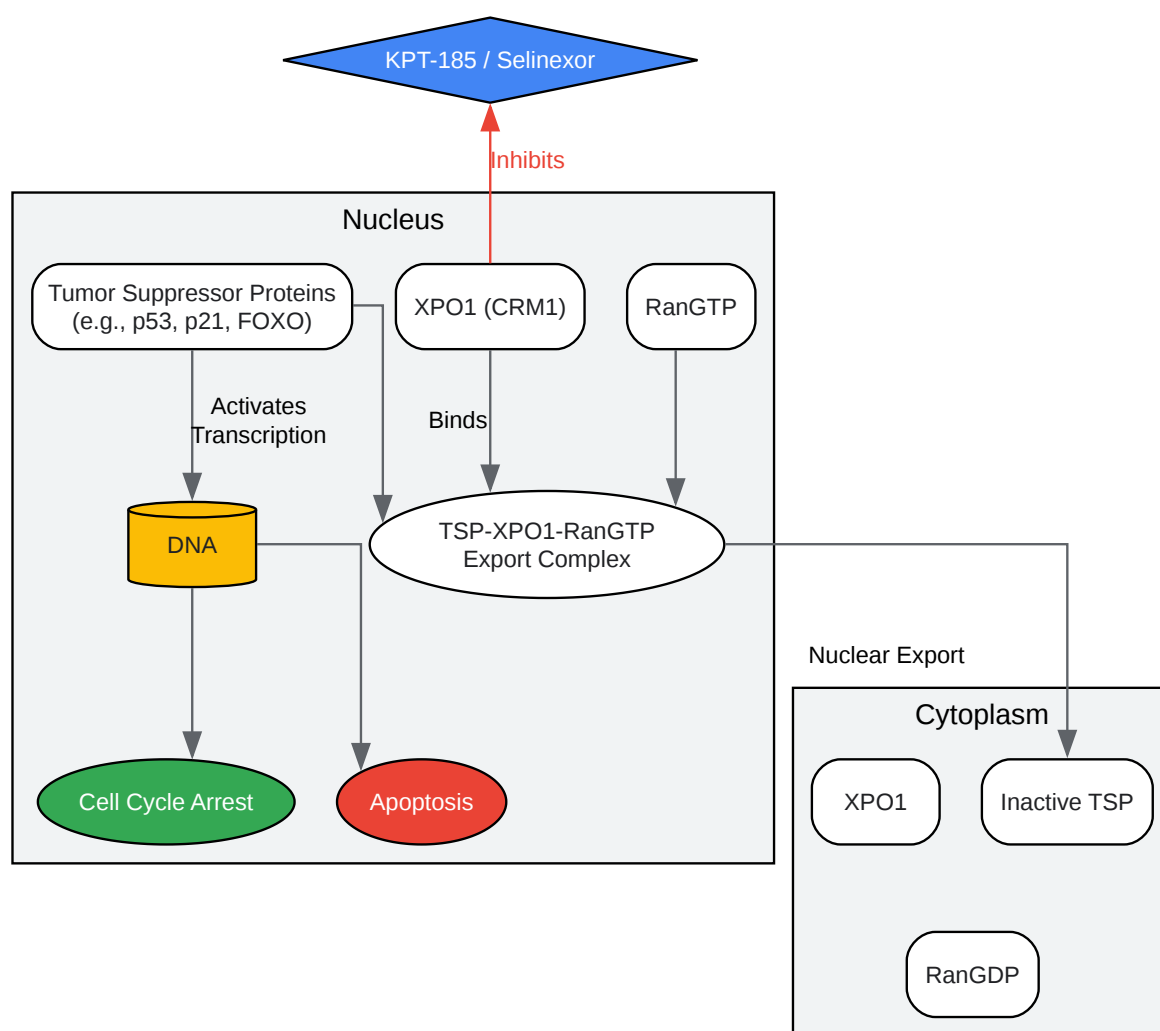 KPT-185 / Selinexor
Inhibits
Nucleus
Tumor Suppressor Proteins
(e.g., p53, p21, FOXO)
XPO1 (CRM1)
RanGTP
Activates
Transcription
Binds
DNA
TSP-XPO1-RanGTP
Export Complex
Nuclear Export
Cytoplasm
Cell Cycle Arrest
Apoptosis
XPO1
Inactive TSP
RanGDP